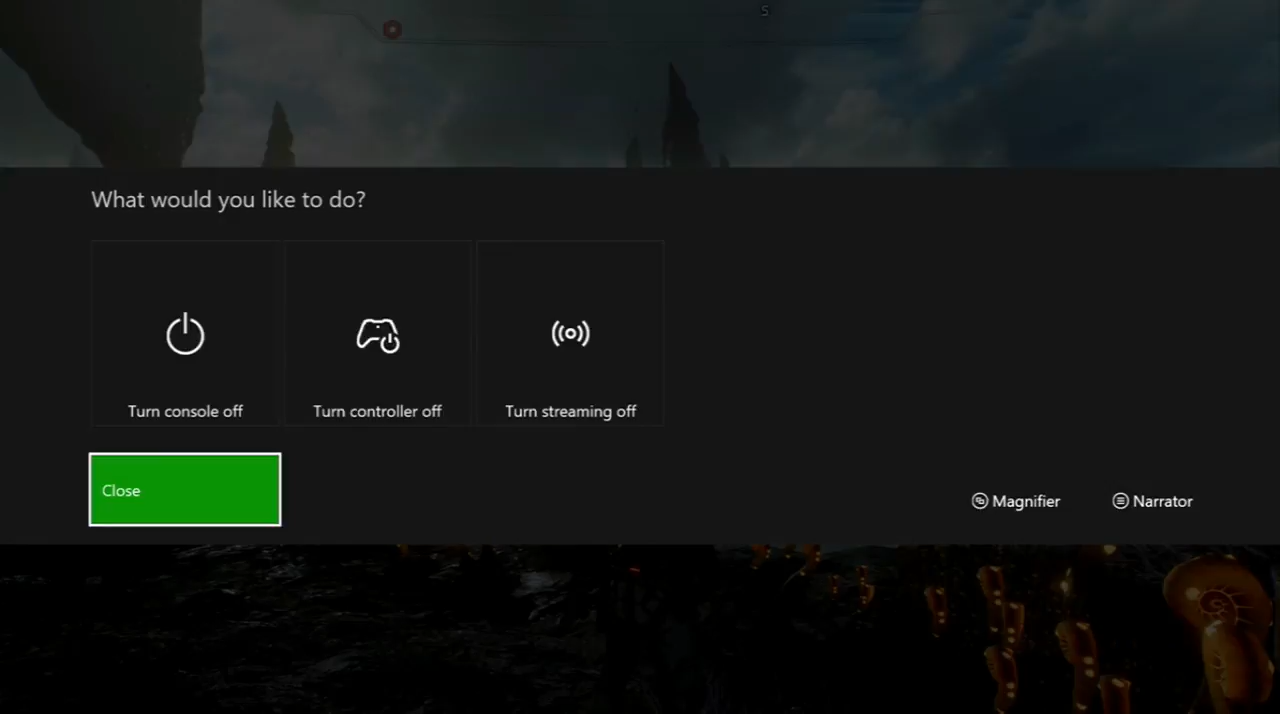 S
What would you like to do?
Turn console off
Turn controller off
Turn streaming off
Close
Magnifier
Narrator